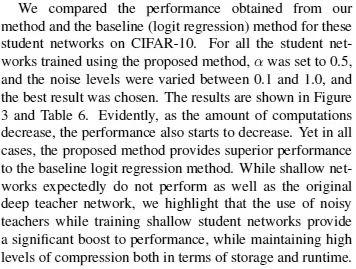 We compared the performance obtained from our
method and the baseline (logit regression) method for these
student networks on CIFAR-10. For all the student net-
works trained using the proposed method, α was set to 0.5,
and the noise levels were varied between 0.1 and 1.0, and
the best result was chosen. The results are shown in Figure
3 and Table 6. Evidently, as the amount of computations
decrease, the performance also starts to decrease. Yet in all
cases, the proposed method provides superior performance
to the baseline logit regression method. While shallow net-
works expectedly do not perform as well as the original
deep teacher network, we highlight that the use of noisy
teachers while training shallow student networks provide
a significant boost to performance, while maintaining high
levels of compression both in terms of storage and runtime.